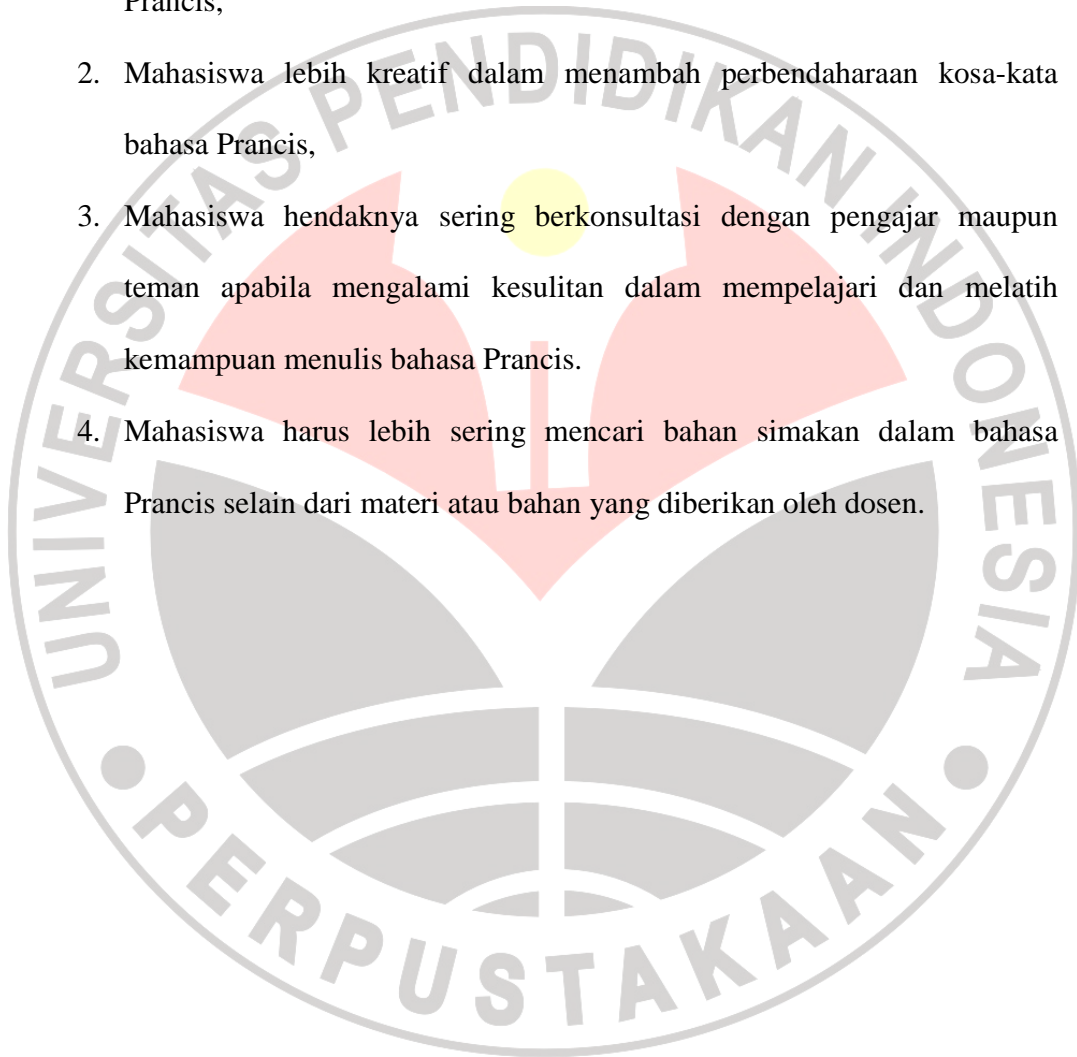 Prancis,
2. Mahasiswa lebih kreatif dalam menambah perbendaharaan kosa-kata
bahasa Prancis,
3. Mahasiswa hendaknya sering berkonsultasi dengan pengajar maupun
teman apabila mengalami kesulitan dalam mempelajari dan melatih
kemampuan menulis bahasa Prancis.
4. Mahasiswa harus lebih sering mencari bahan simakan dalam bahasa
Prancis selain dari materi atau bahan yang diberikan oleh dosen.
UNIVERSITAS PENDIDIKAN INDONESIA
PERPUSTAKAAN